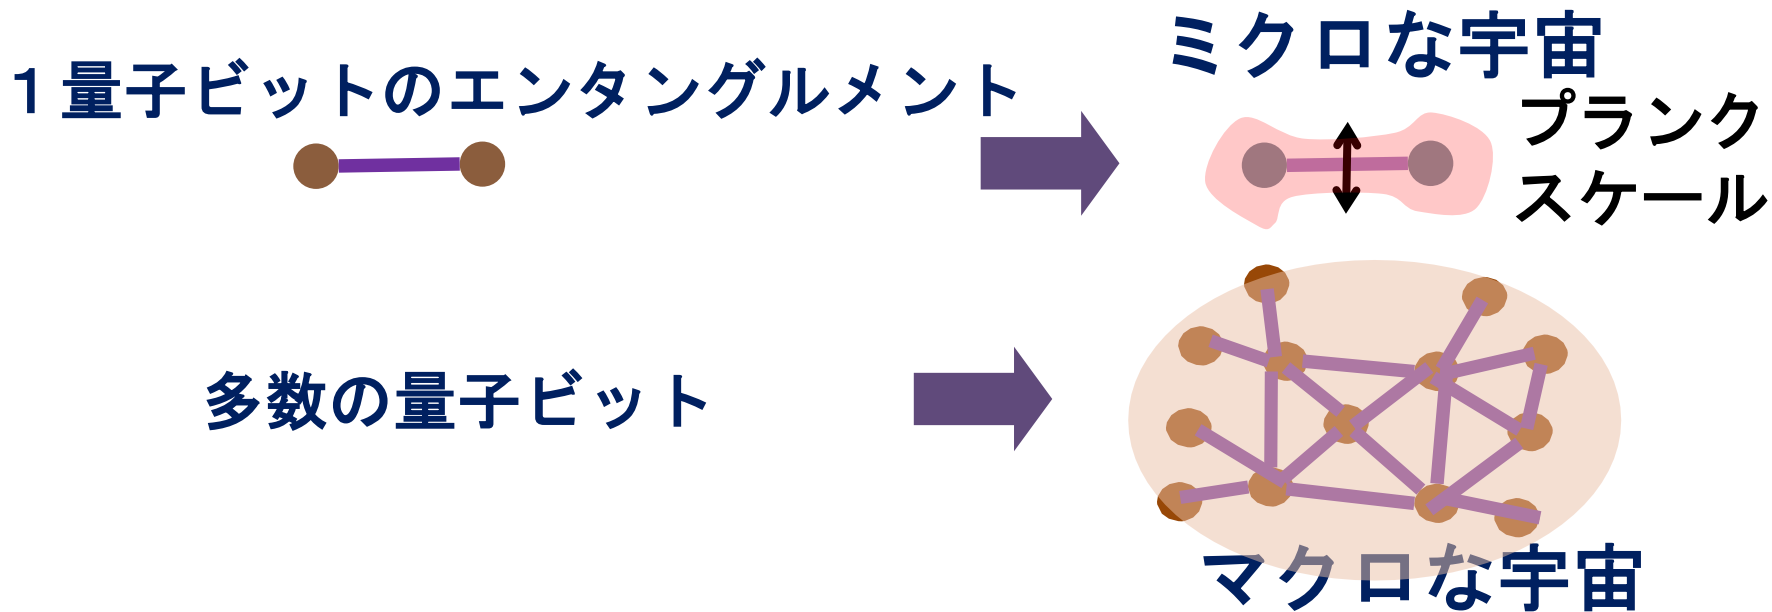 １量子ビットのエンタングルメント
ミクロな宇宙
プランク
スケール
多数の量子ビット
マクロな宇宙